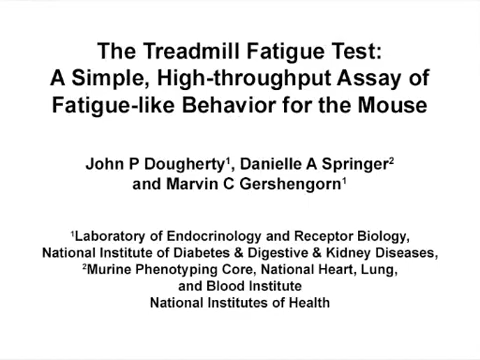 The Treadmill Fatigue Test:
A Simple, High-throughput Assay of
Fatigue-like Behavior for the Mouse
John P Dougherty¹, Danielle A Springer²
and Marvin C Gershengorn¹
¹Laboratory of Endocrinology and Receptor Biology,
National Institute of Diabetes & Digestive & Kidney Diseases,
²Murine Phenotyping Core, National Heart, Lung,
and Blood Institute
National Institutes of Health